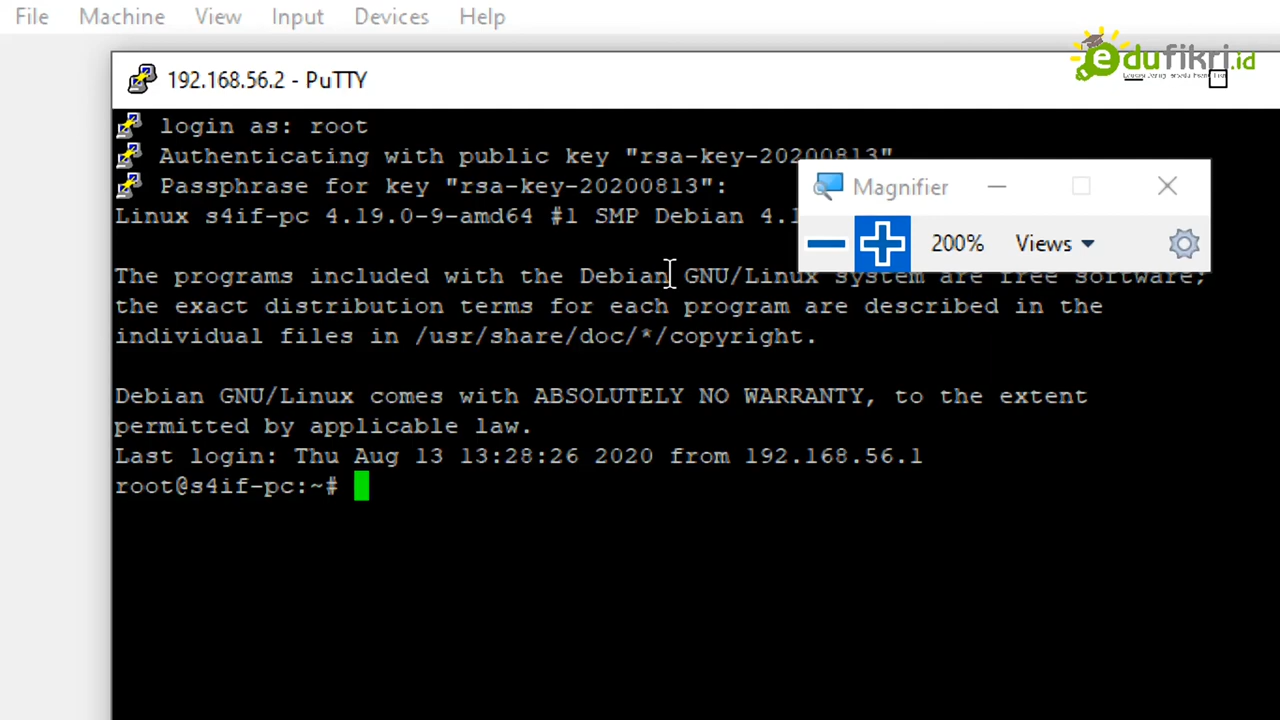 File Machine View Input Devices Help
edufikri.id
192.168.56.2 - PuTTY
login as: root
Authenticating with public key "rsa-key-20200813"
Passphrase for key "rsa-key-20200813":
Linux s4if-pc 4.19.0-9-amd64 #1 SMP Debian 4.1
Magnifier
200% Views
The programs included with the Debian GNU/Linux system are free software;
the exact distribution terms for each program are described in the
individual files in /usr/share/doc/*/copyright.
Debian GNU/Linux comes with ABSOLUTELY NO WARRANTY, to the extent
permitted by applicable law.
Last login: Thu Aug 13 13:28:26 2020 from 192.168.56.1
root@s4if-pc:~#